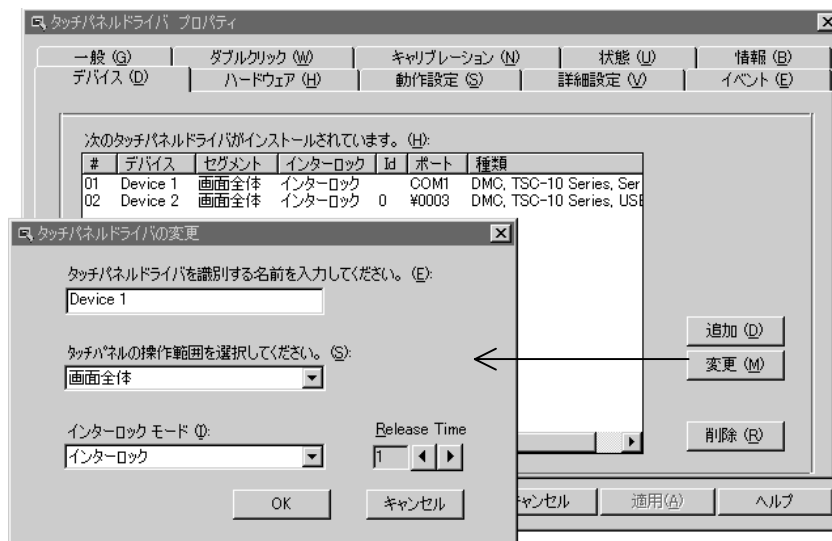 タッチパネルドライバ プロパティ
一般 (G) ダブルクリック (W) キャリブレーション (N) 状態 (U) 情報 (B)
デバイス (D) ハードウェア (H) 動作設定 (S) 詳細設定 (V) イベント (E)
次のタッチパネルドライバがインストールされています。 (H):
# デバイス セグメント インターロック Id ポート 種類
01 Device 1 画面全体 インターロック COM1 DMC, TSC-10 Series, Ser
02 Device 2 画面全体 インターロック 0 ¥0003 DMC, TSC-10 Series, USB
追加 (D)
変更 (M)
削除 (R)
キャンセル 適用(A) ヘルプ
タッチパネルドライバの変更
タッチパネルドライバを識別する名前を入力してください。 (E):
Device 1
タッチパネルの操作範囲を選択してください。 (S):
画面全体
インターロック モード (I): Release Time
インターロック 1
OK キャンセル